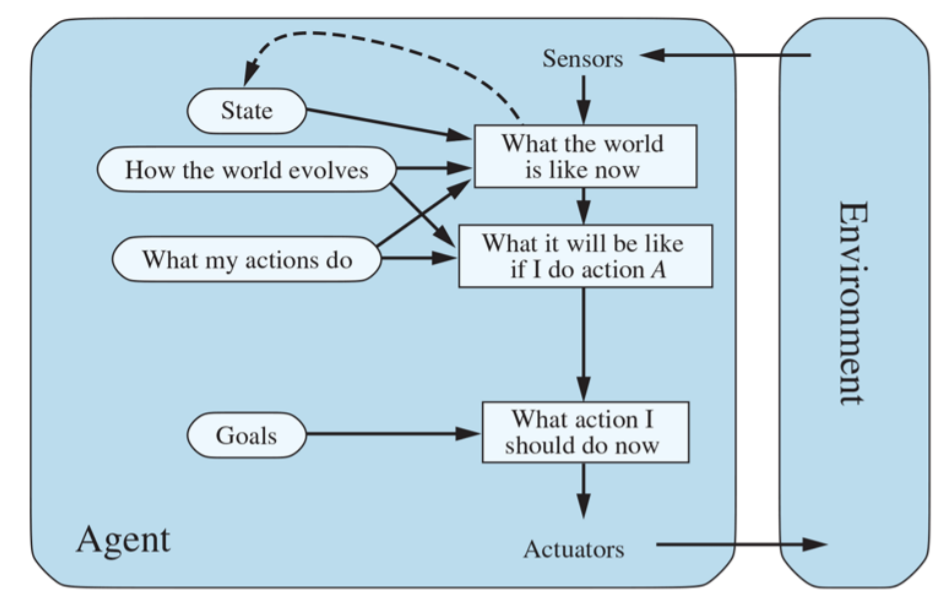 Sensors
State
What the world
is like now
How the world evolves
What it will be like
if I do action A
What my actions do
Environment
What action I
should do now
Goals
Agent
Actuators